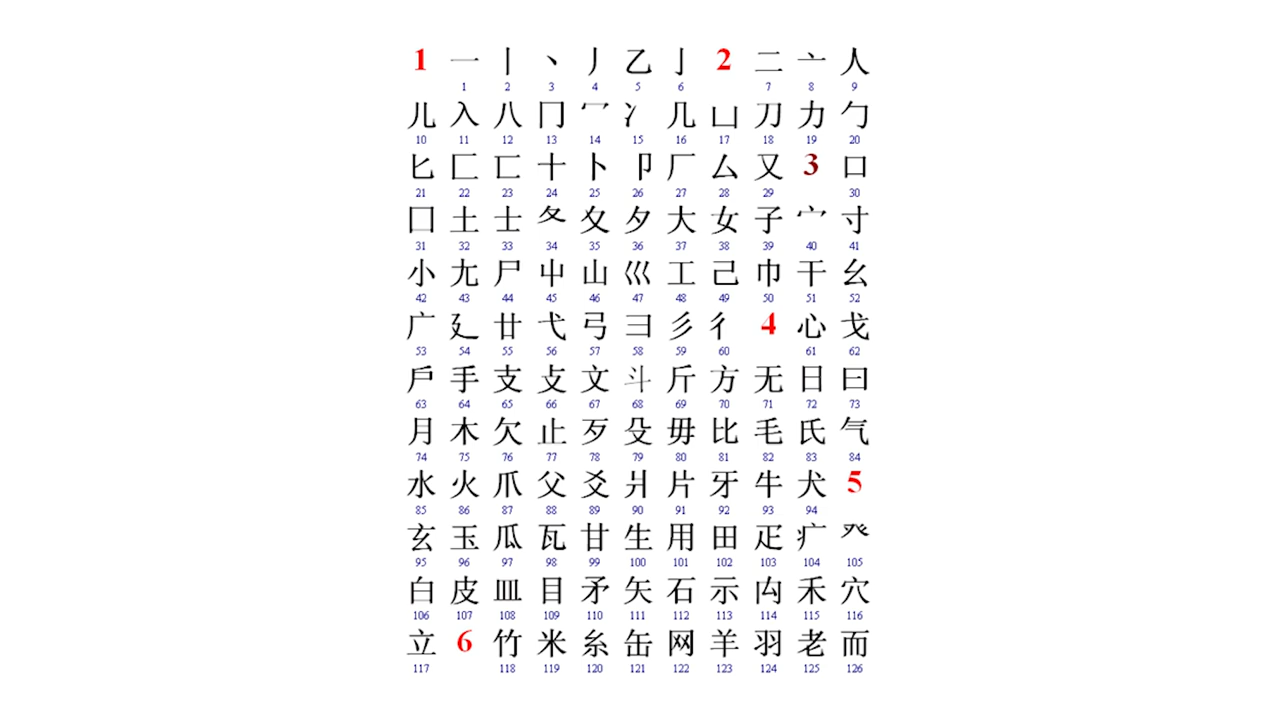 1 一 丨 丶 丿 乙 亅 2 二 亠 人
1 2 3 4 5 6 7 8 9
儿 入 八 冂 冖 冫 几 凵 刀 力 勹
10 11 12 13 14 15 16 17 18 19 20
匕 匚 匸 十 卜 卩 厂 厶 又 3 口
21 22 23 24 25 26 27 28 29 30
囗 土 士 夂 夊 夕 大 女 子 宀 寸
31 32 33 34 35 36 37 38 39 40 41
小 尢 尸 屮 山 巛 工 己 巾 干 幺
42 43 44 45 46 47 48 49 50 51 52
广 廴 廾 弋 弓 彐 彡 彳 4 心 戈
53 54 55 56 57 58 59 60 61 62
戶 手 支 攴 文 斗 斤 方 无 日 曰
63 64 65 66 67 68 69 70 71 72 73
月 木 欠 止 歹 殳 毋 比 毛 氏 气
74 75 76 77 78 79 80 81 82 83 84
水 火 爪 父 爻 爿 片 牙 牛 犬 5
85 86 87 88 89 90 91 92 93 94
玄 玉 瓜 瓦 甘 生 用 田 疋 疒 癶
95 96 97 98 99 100 101 102 103 104 105
白 皮 皿 目 矛 矢 石 示 禸 禾 穴
106 107 108 109 110 111 112 113 114 115 116
立 6 竹 米 糸 缶 网 羊 羽 老 而
117 118 119 120 121 122 123 124 125 126